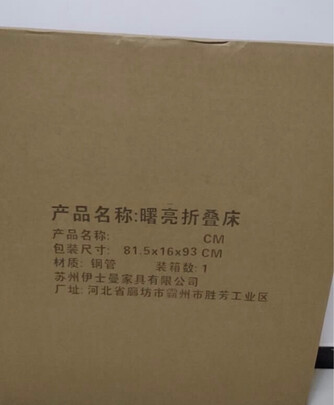 产品名称:曙亮折叠床
产品名称: CM
包装尺寸: 81.5x16x93 CM
材质: 钢管 装箱数: 1
苏州伊士曼家具有限公司
厂址: 河北省廊坊市霸州市胜芳工业区